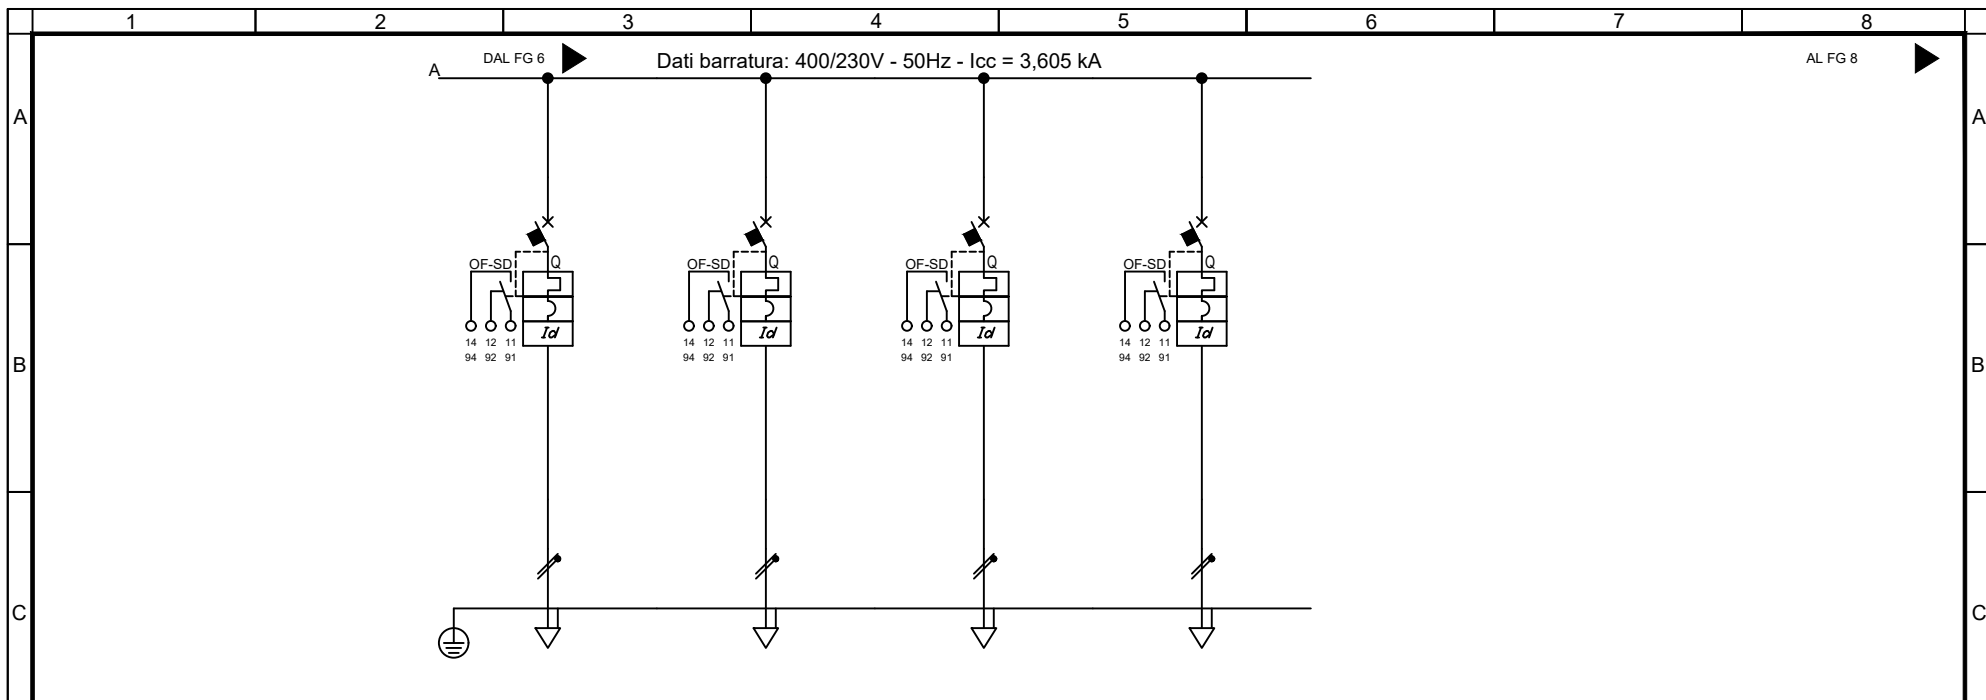 1 2 3 4 5 6 7 8
DAL FG 6 Dati barratura: 400/230V - 50Hz - Icc = 3,605 kA AL FG 8
A
A A
OF-SD Q OF-SD Q OF-SD Q OF-SD Q
Id Id Id Id
14 12 11 14 12 11 14 12 11 14 12 11
94 92 91 94 92 91 94 92 91 94 92 91
B B
C C